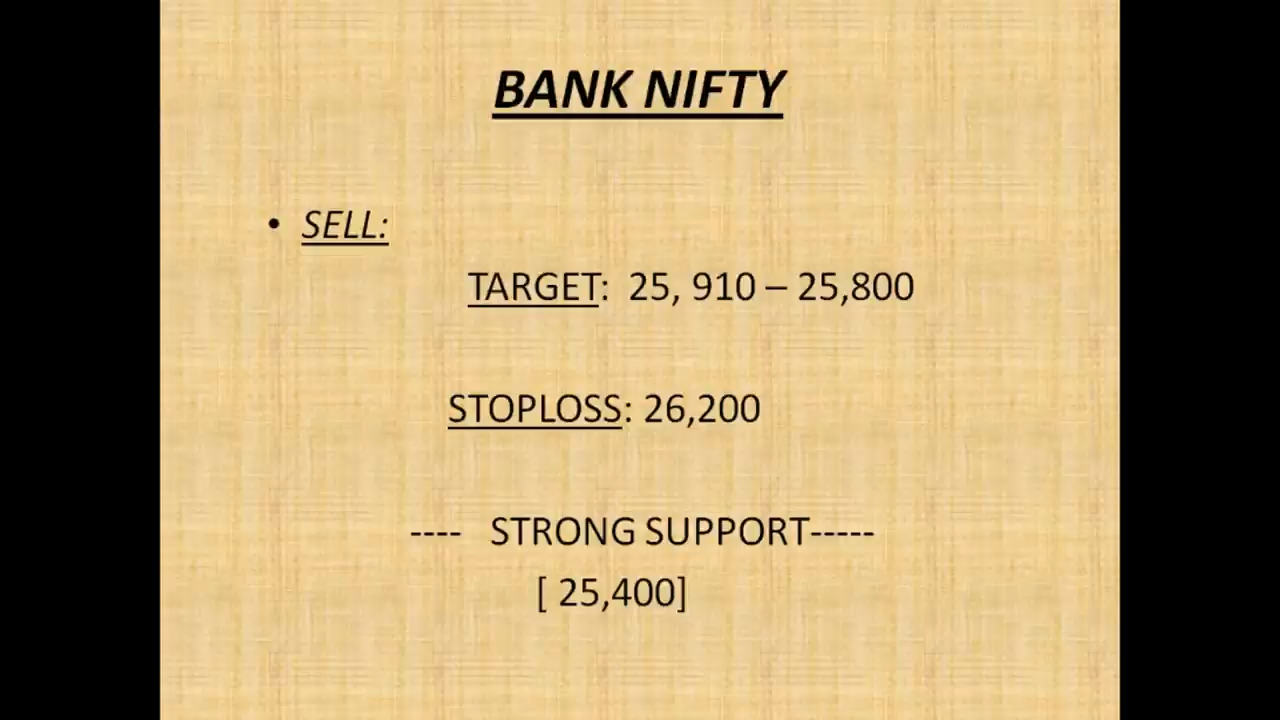 BANK NIFTY
• SELL:
TARGET: 25, 910 – 25,800
STOPLOSS: 26,200
---- STRONG SUPPORT-----
[ 25,400]